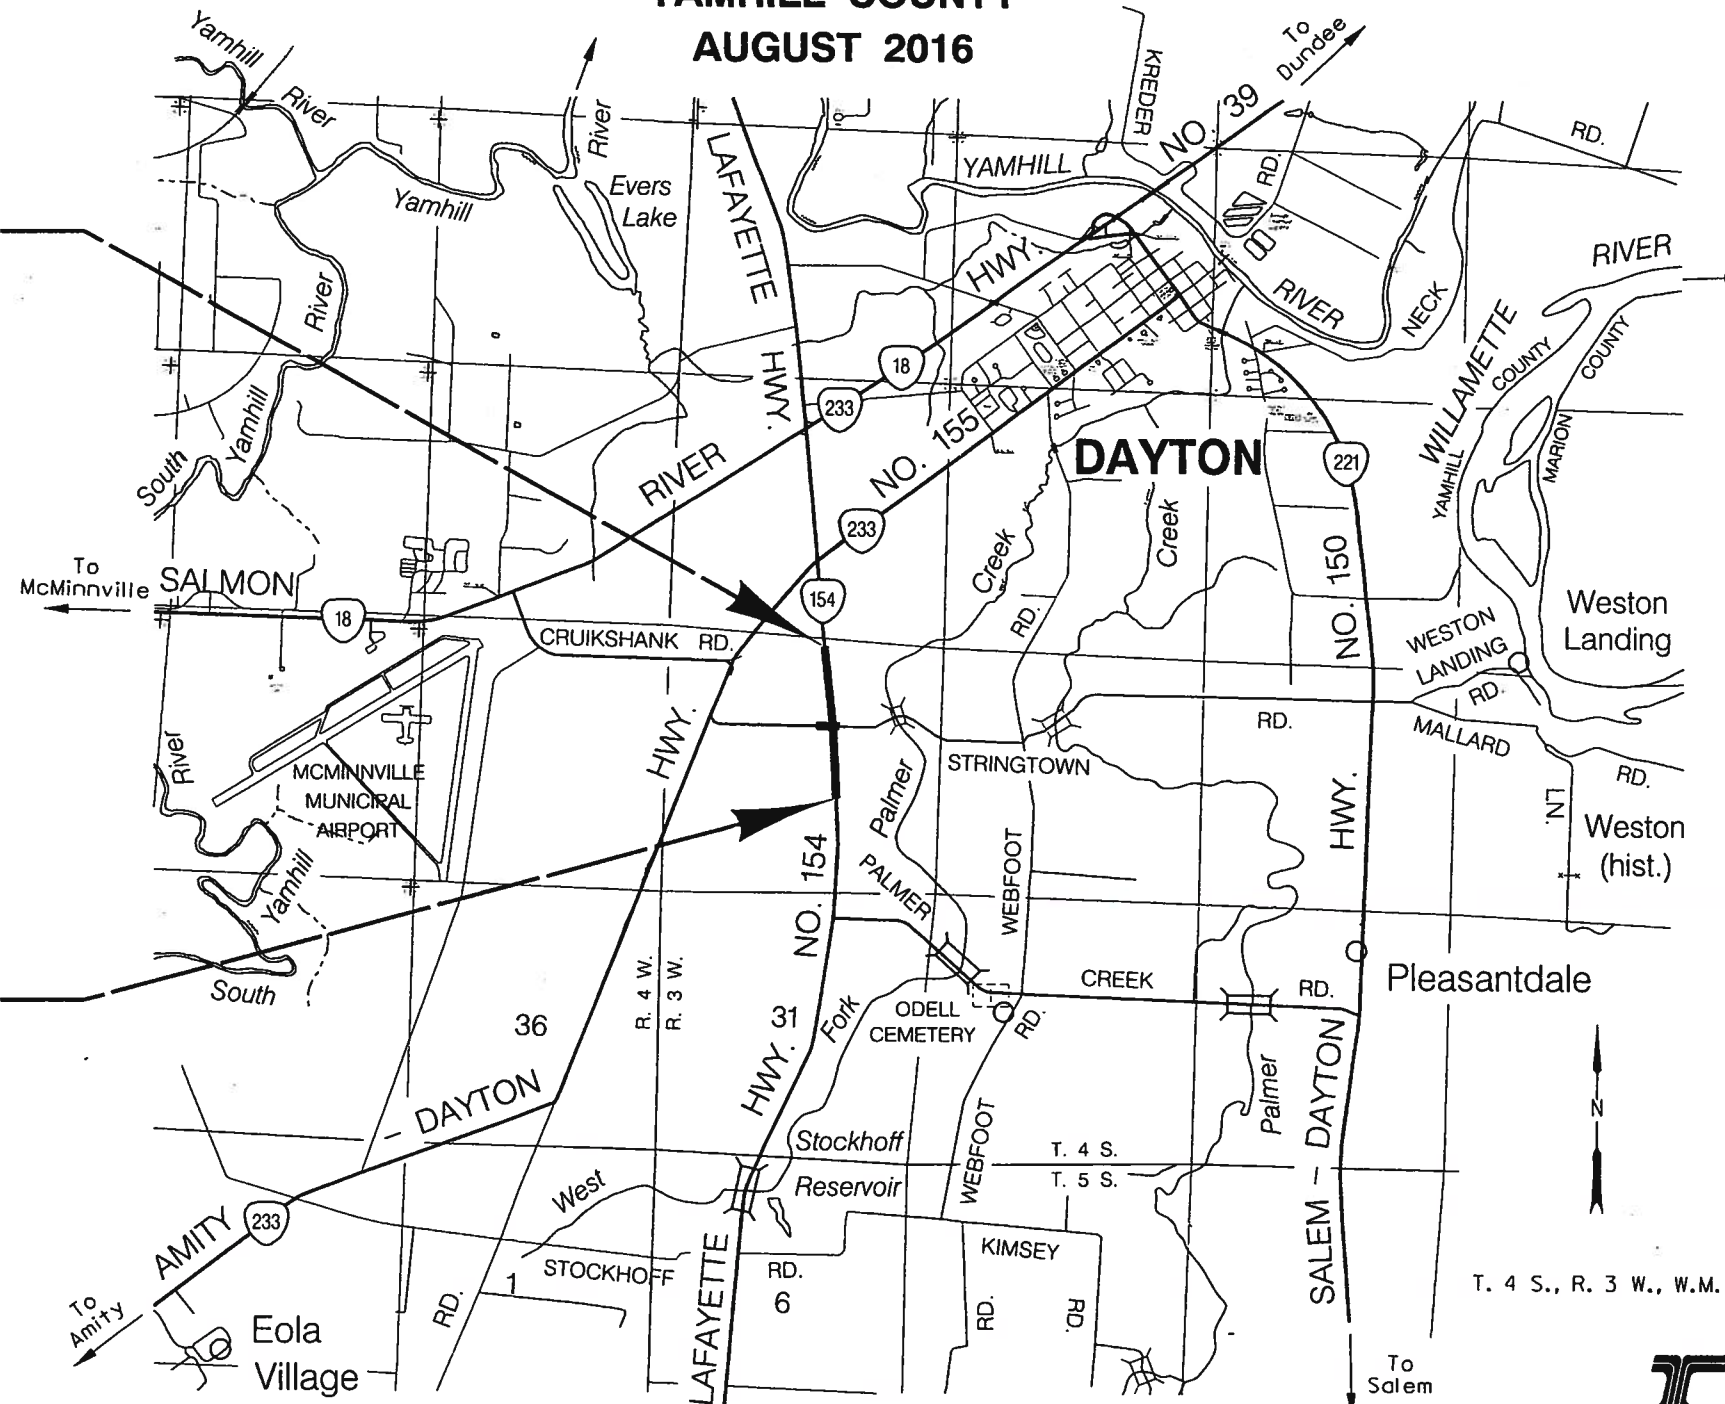 YAMHILL COUNTY
AUGUST 2016
Yamhill
River
River
Yamhill
Evers
Lake
River
Yamhill
South
LAFAYETTE
HWY.
YAMHILL
RIVER
KREDER
RD.
NO. 39
To
Dundee
RD.
NECK
RIVER
WILLAMETTE
YAMHILL
COUNTY
MARION
COUNTY
HWY.
18
233
RIVER
NO. 155
233
DAYTON
221
Creek
Creek
RD.
NO. 150
To
McMinnville
SALMON
18
154
CRUIKSHANK RD.
HWY.
WESTON
LANDING
RD.
Weston
Landing
RD.
MALLARD
RD.
LN.
STRINGTOWN
River
MCMINNVILLE
MUNICIPAL
AIRPORT
Palmer
HWY.
Weston
(hist.)
154
PALMER
WEBFOOT
Yamhill
NO.
South
R. 4 W.
R. 3 W.
CREEK
RD.
Pleasantdale
36
31
Fork
ODELL
CEMETERY
RD.
HWY.
DAYTON
–
Palmer
N
Stockhoff
Reservoir
WEBFOOT
T. 4 S.
T. 5 S.
SALEM – DAYTON
West
AMITY
233
STOCKHOFF
RD.
KIMSEY
1
6
RD.
RD.
RD.
LAFAYETTE
T. 4 S., R. 3 W., W.M.
To
Amity
Eola
Village
To
Salem